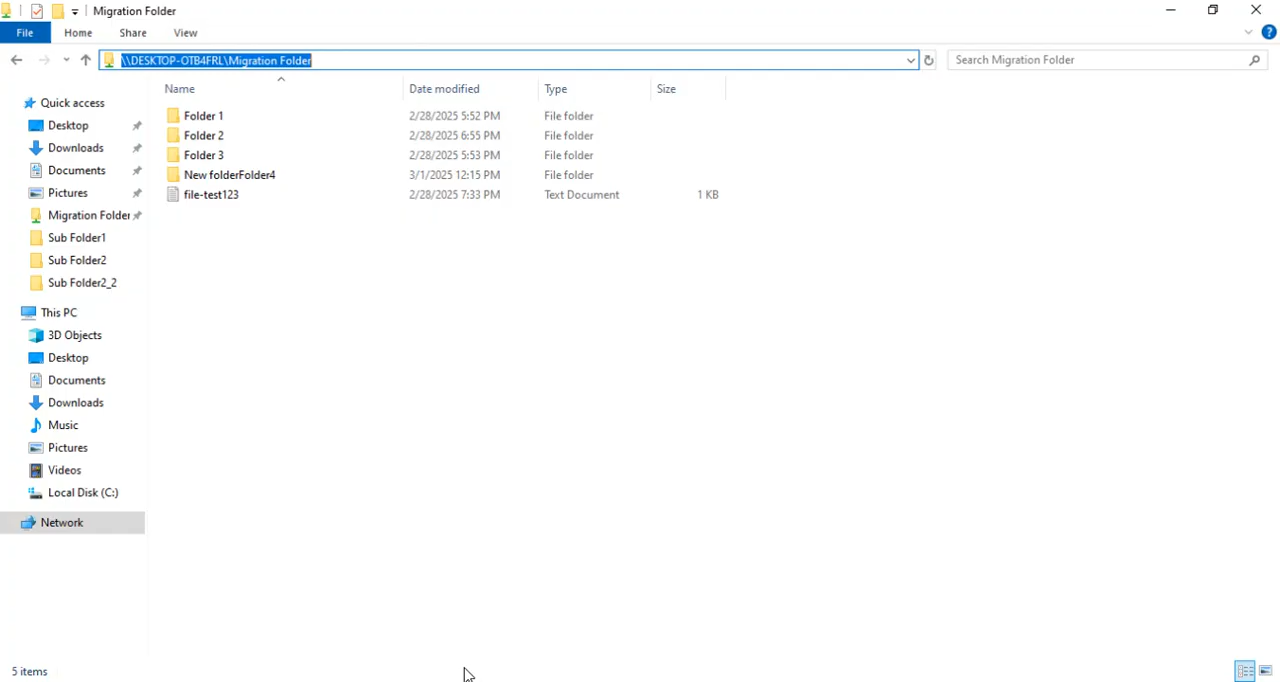 Migration Folder
File Home Share View
\\DESKTOP-OTB4FRL\Migration Folder
Search Migration Folder
Name Date modified Type Size
Quick access
Desktop
Downloads
Documents
Pictures
Migration Folder
Sub Folder1
Sub Folder2
Sub Folder2_2
This PC
3D Objects
Desktop
Documents
Downloads
Music
Pictures
Videos
Local Disk (C:)
Network
Folder 1 2/28/2025 5:52 PM File folder
Folder 2 2/28/2025 6:55 PM File folder
Folder 3 2/28/2025 5:53 PM File folder
New folderFolder4 3/1/2025 12:15 PM File folder
file-test123 2/28/2025 7:33 PM Text Document 1 KB
5 items